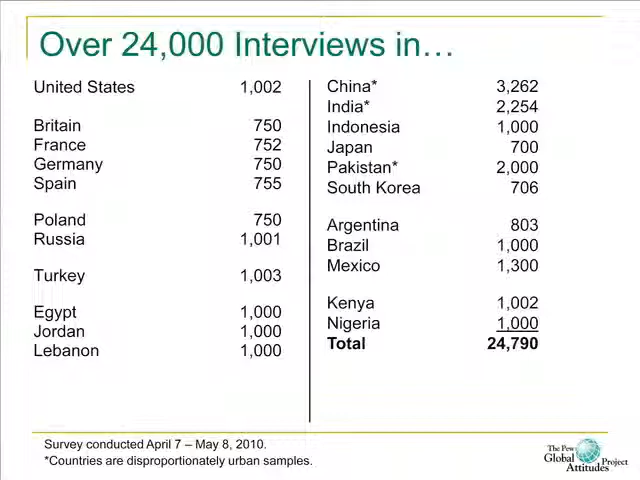 Over 24,000 Interviews in…
United States 1,002
Britain 750
France 752
Germany 750
Spain 755
Poland 750
Russia 1,001
Turkey 1,003
Egypt 1,000
Jordan 1,000
Lebanon 1,000
China* 3,262
India* 2,254
Indonesia 1,000
Japan 700
Pakistan* 2,000
South Korea 706
Argentina 803
Brazil 1,000
Mexico 1,300
Kenya 1,002
Nigeria 1,000
Total 24,790
Survey conducted April 7 – May 8, 2010.
*Countries are disproportionately urban samples.
The Pew
Global
Attitudes Project